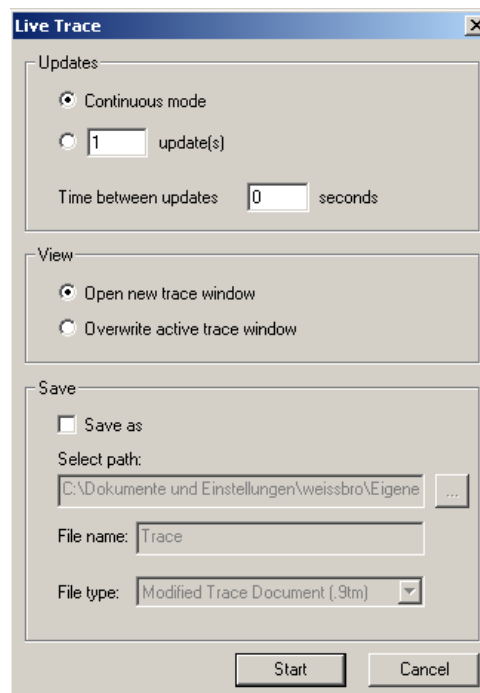 Live Trace
Updates
Continuous mode
1 update(s)
Time between updates 0 seconds
View
Open new trace window
Overwrite active trace window
Save
Save as
Select path:
C:\Dokumente und Einstellungen\weissbro\Eigene ...
File name: Trace
File type: Modified Trace Document (.9tm)
Start Cancel